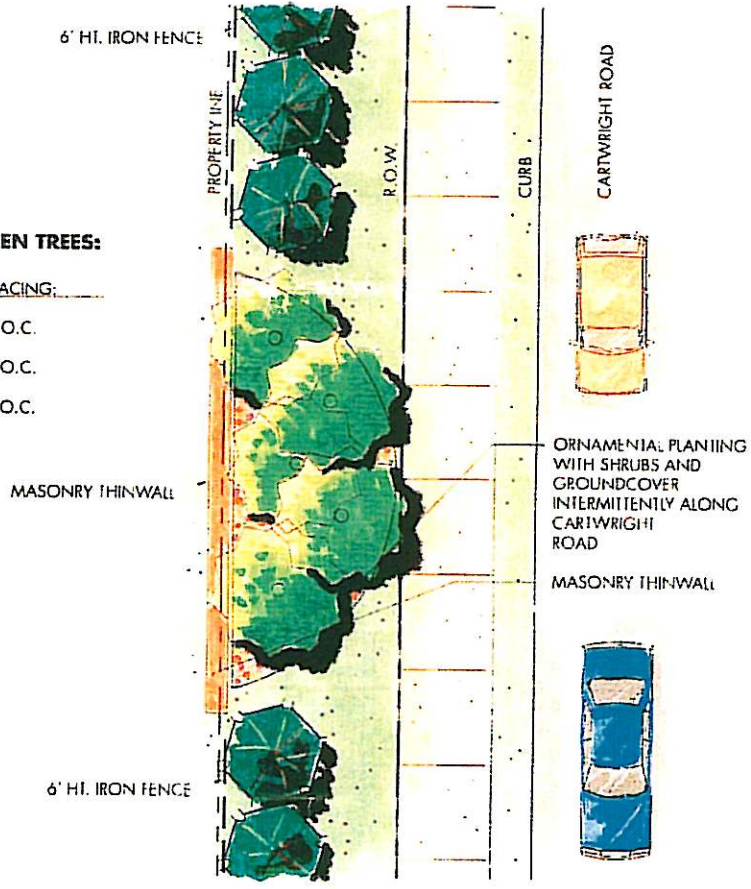 6' HT. IRON FENCE
PROPERTY LINE
R.O.W.
CURB
CARTWRIGHT ROAD
EN TREES:
ACING:
O.C.
O.C.
O.C.
MASONRY THINWALL
ORNAMENTAL PLANTING
WITH SHRUBS AND
GROUNDCOVER
INTERMITTENTLY ALONG
CARTWRIGHT
ROAD
MASONRY THINWALL
6' HT. IRON FENCE